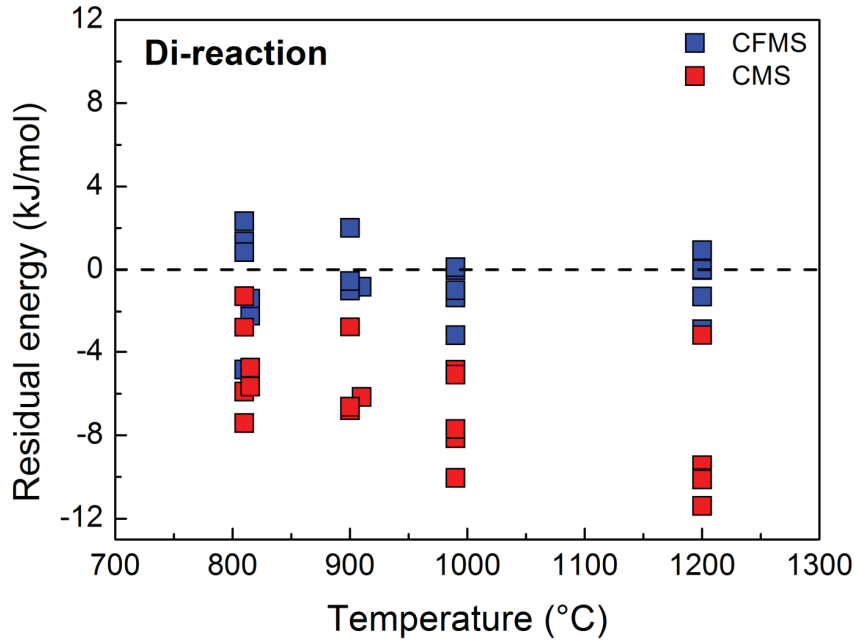 Di-reaction
CFMS
CMS
12
8
4
0
-4
-8
-12
Residual energy (kJ/mol)
700
800
900
1000
1100
1200
1300
Temperature (°C)